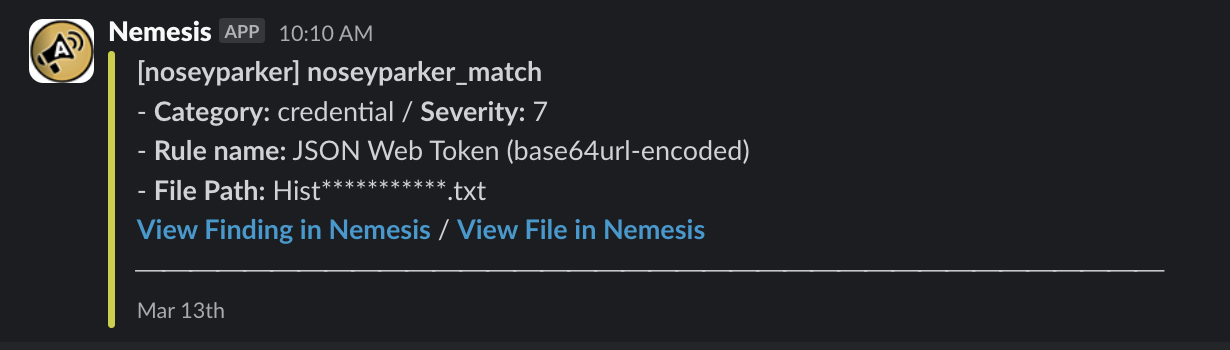 Nemesis APP 10:10 AM
[noseyparker] noseyparker_match
- Category: credential / Severity: 7
- Rule name: JSON Web Token (base64url-encoded)
- File Path: Hist***********.txt
View Finding in Nemesis / View File in Nemesis
Mar 13th